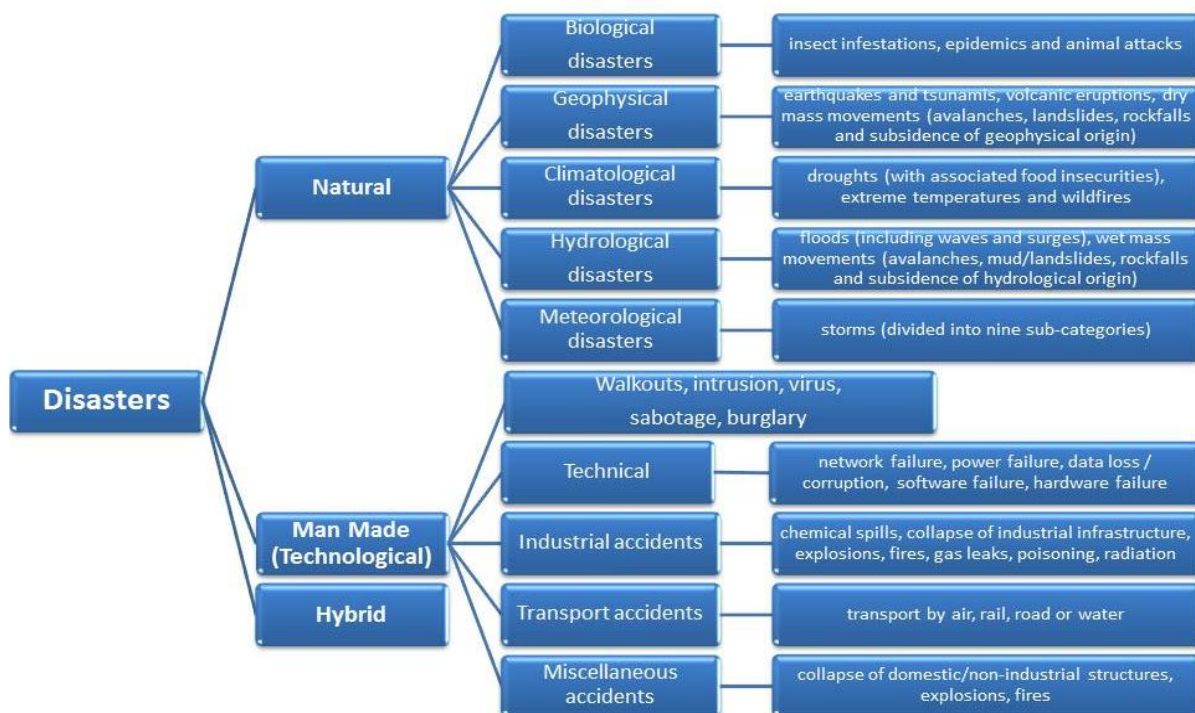 Biological
disasters
insect infestations, epidemics and animal attacks
Geophysical
disasters
earthquakes and tsunamis, volcanic eruptions, dry
mass movements (avalanches, landslides, rockfalls
and subsidence of geophysical origin)
Natural
Climatological
disasters
droughts (with associated food insecurities),
extreme temperatures and wildfires
Hydrological
disasters
floods (including waves and surges), wet mass
movements (avalanches, mud/landslides, rockfalls
and subsidence of hydrological origin)
Meteorological
disasters
storms (divided into nine sub-categories)
Disasters
Walkouts, intrusion, virus,
sabotage, burglary
Technical
network failure, power failure, data loss /
corruption, software failure, hardware failure
Man Made
(Technological)
Industrial accidents
chemical spills, collapse of industrial infrastructure,
explosions, fires, gas leaks, poisoning, radiation
Hybrid
Transport accidents
transport by air, rail, road or water
Miscellaneous
accidents
collapse of domestic/non-industrial structures,
explosions, fires